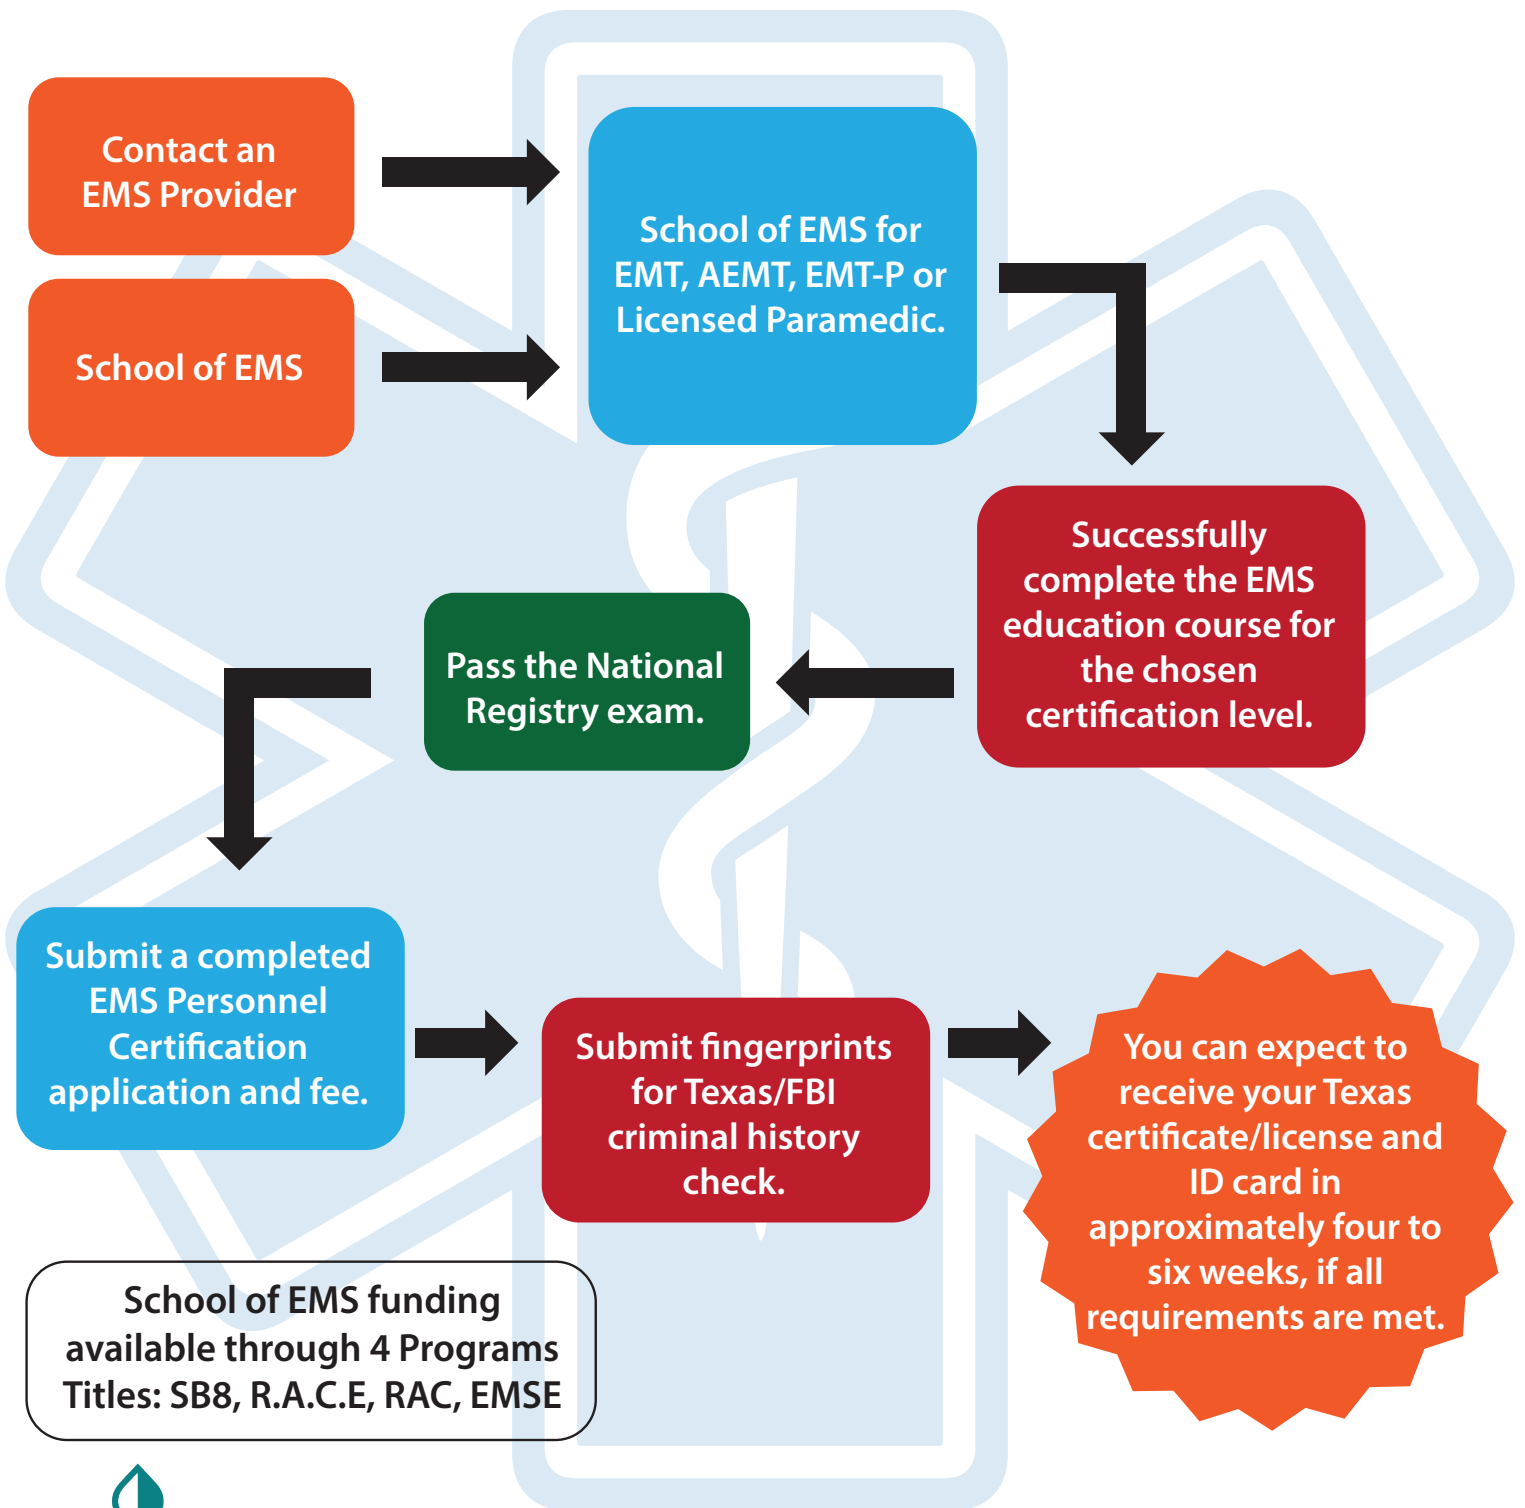 Contact an
EMS Provider
School of EMS
School of EMS for
EMT, AEMT, EMT-P or
Licensed Paramedic.
Successfully
complete the EMS
education course for
the chosen
certification level.
Pass the National
Registry exam.
Submit a completed
EMS Personnel
Certification
application and fee.
Submit fingerprints
for Texas/FBI
criminal history
check.
You can expect to
receive your Texas
certificate/license and
ID card in
approximately four to
six weeks, if all
requirements are met.
School of EMS funding
available through 4 Programs
Titles: SB8, R.A.C.E, RAC, EMSE